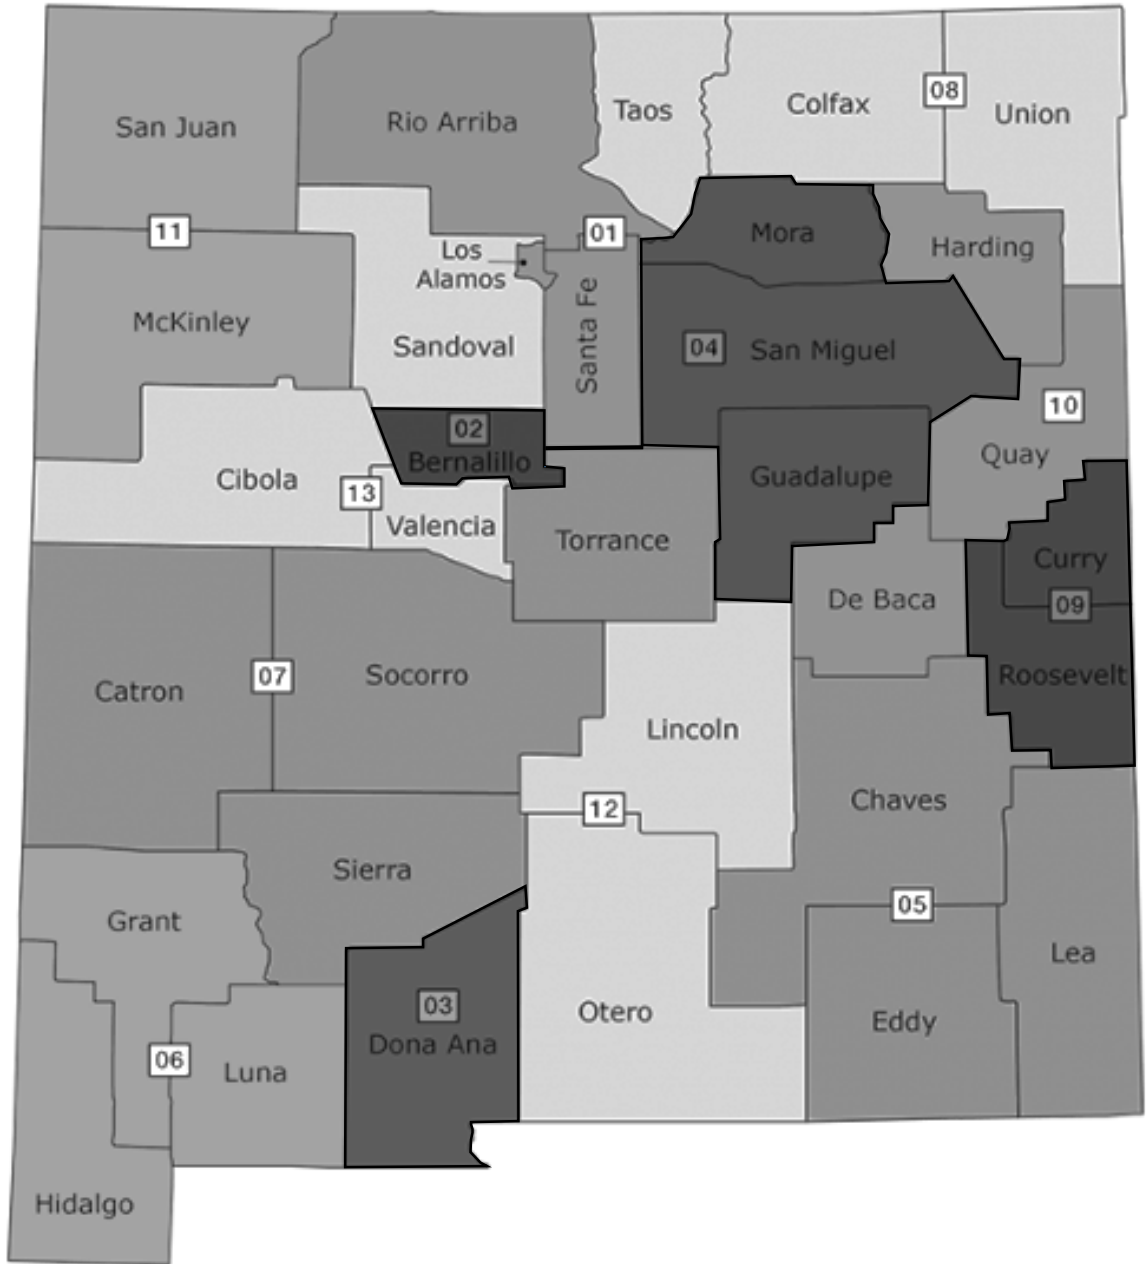 08
Taos
Colfax
Union
San Juan
Rio Arriba
11
01
Mora
Harding
Los
Alamos
McKinley
Santa Fe
Sandoval
04
San Miguel
10
02
Bernalillo
Quay
Cibola
13
Guadalupe
Valencia
Torrance
Curry
De Baca
09
Catron
07
Socorro
Roosevelt
Lincoln
12
Chaves
Sierra
05
Grant
Lea
03
Otero
Eddy
Dona Ana
06
Luna
Hidalgo